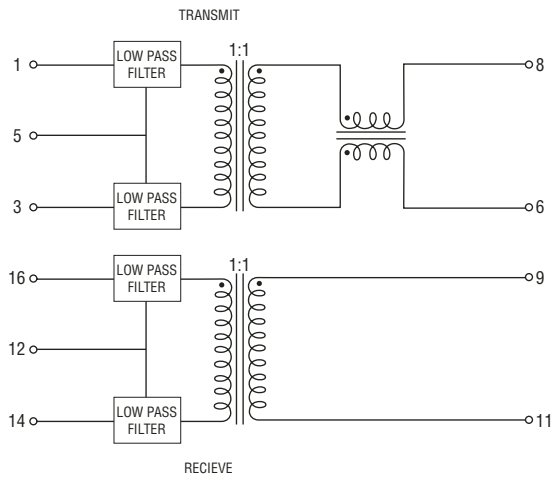 TRANSMIT
1:1
1
LOW PASS
FILTER
8
5
3
LOW PASS
FILTER
6
1:1
16
LOW PASS
FILTER
9
12
14
LOW PASS
FILTER
11
RECIEVE